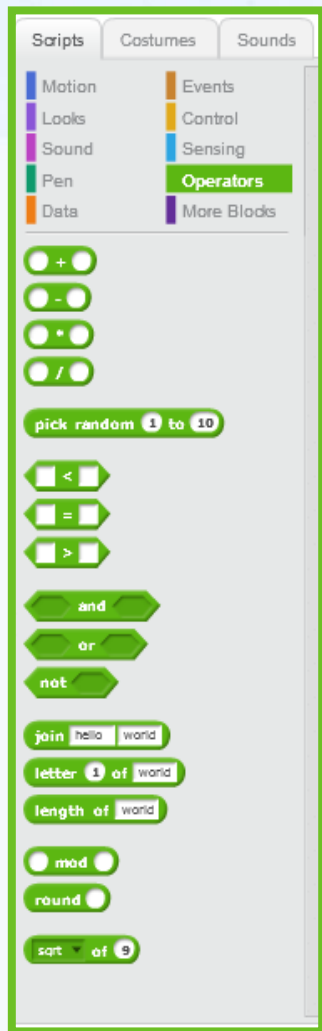 Scripts Costumes Sounds
Motion Events
Looks Control
Sound Sensing
Pen Operators
Data More Blocks
+
-
*
/
pick random 1 to 10
<
=
>
and
or
not
join hello world
letter 1 of world
length of world
mod
round
sqrt of 9